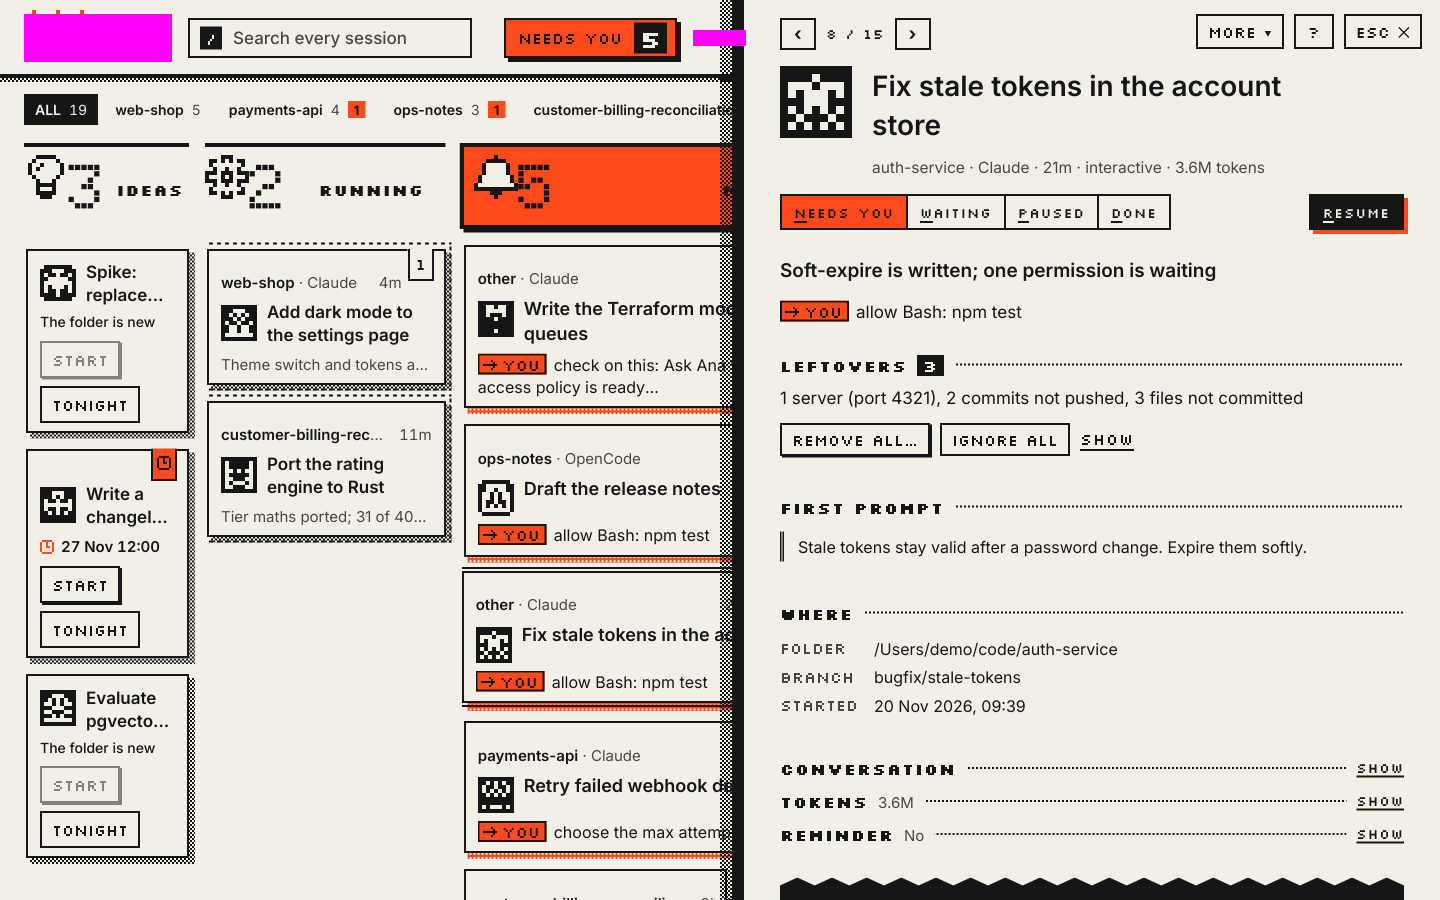 / Search every session
NEEDS YOU 5
ALL 19
web-shop 5
payments-api 4 1
ops-notes 3 1
customer-billing-reconciliati
3 IDEAS
2 RUNNING
5
Spike:
replace...
The folder is new
START
TONIGHT
Write a
changel...
27 Nov 12:00
START
TONIGHT
Evaluate
pgvecto...
The folder is new
START
TONIGHT
1
web-shop · Claude 4m
Add dark mode to
the settings page
Theme switch and tokens a...
customer-billing-rec... 11m
Port the rating
engine to Rust
Tier maths ported; 31 of 40...
other · Claude
Write the Terraform mod
queues
→ YOU check on this: Ask Ana
access policy is ready...
ops-notes · OpenCode
Draft the release notes
→ YOU allow Bash: npm test
other · Claude
Fix stale tokens in the ac
→ YOU allow Bash: npm test
payments-api · Claude
Retry failed webhook de
→ YOU choose the max attemp
‹ 8 / 15 ›
MORE ▾
?
ESC ×
Fix stale tokens in the account
store
auth-service · Claude · 21m · interactive · 3.6M tokens
NEEDS YOU
WAITING
PAUSED
DONE
RESUME
Soft-expire is written; one permission is waiting
→ YOU allow Bash: npm test
LEFTOVERS 3
1 server (port 4321), 2 commits not pushed, 3 files not committed
REMOVE ALL...
IGNORE ALL
SHOW
FIRST PROMPT
Stale tokens stay valid after a password change. Expire them softly.
WHERE
FOLDER /Users/demo/code/auth-service
BRANCH bugfix/stale-tokens
STARTED 20 Nov 2026, 09:39
CONVERSATION SHOW
TOKENS 3.6M SHOW
REMINDER No SHOW